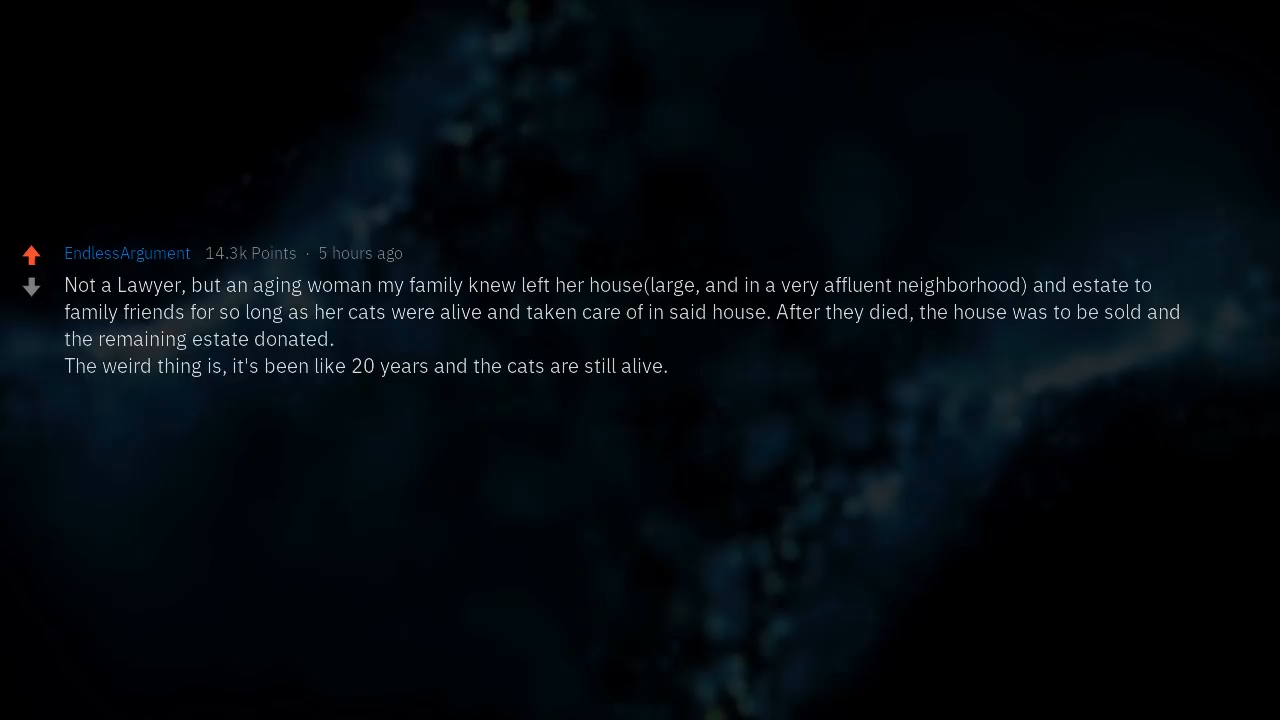 EndlessArgument 14.3k Points · 5 hours ago
Not a Lawyer, but an aging woman my family knew left her house(large, and in a very affluent neighborhood) and estate to
family friends for so long as her cats were alive and taken care of in said house. After they died, the house was to be sold and
the remaining estate donated.
The weird thing is, it's been like 20 years and the cats are still alive.